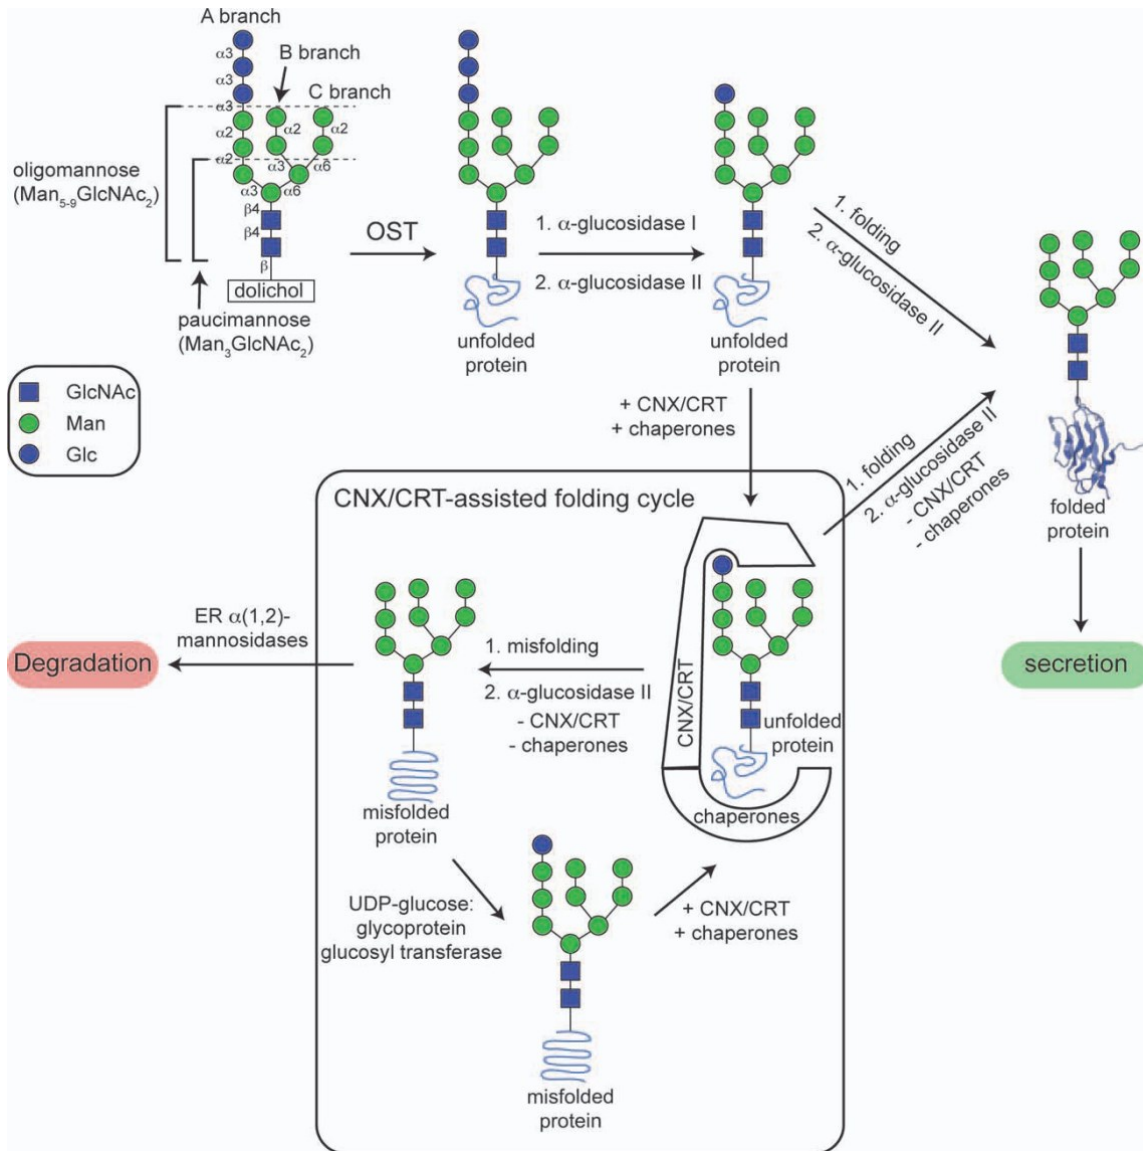 A branch
α3
B branch
α3
C branch
α3
α2
α2
α2
oligomannose
(Man5-9GlcNAc2)
α2
α3
α6
α3
α6
β4
β4
β
dolichol
paucimannose
(Man3GlcNAc2)
OST
unfolded
protein
1. α-glucosidase I
2. α-glucosidase II
unfolded
protein
1. folding
2. α-glucosidase II
GlcNAc
Man
Glc
+ CNX/CRT
+ chaperones
1. folding
2. α-glucosidase II
- CNX/CRT
- chaperones
folded
protein
secretion
CNX/CRT-assisted folding cycle
CNX/CRT
unfolded
protein
chaperones
1. misfolding
2. α-glucosidase II
- CNX/CRT
- chaperones
ER α(1,2)-
mannosidases
Degradation
misfolded
protein
UDP-glucose:
glycoprotein
glucosyl transferase
+ CNX/CRT
+ chaperones
misfolded
protein